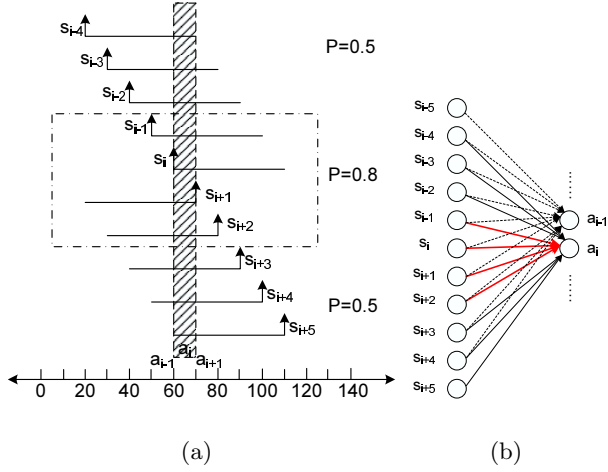 s_{i-4}
P=0.5
s_{i-3}
s_{i-2}
s_{i-1}
s_i
P=0.8
s_{i+1}
s_{i+2}
s_{i+3}
s_{i+4}
P=0.5
s_{i+5}
a_{i-1} a_i a_{i+1}
0 20 40 60 80 100 120 140
(a)
s_{i-5}
s_{i-4}
s_{i-3}
s_{i-2}
s_{i-1}
a_{i-1}
s_i
a_i
s_{i+1}
s_{i+2}
s_{i+3}
s_{i+4}
s_{i+5}
(b)